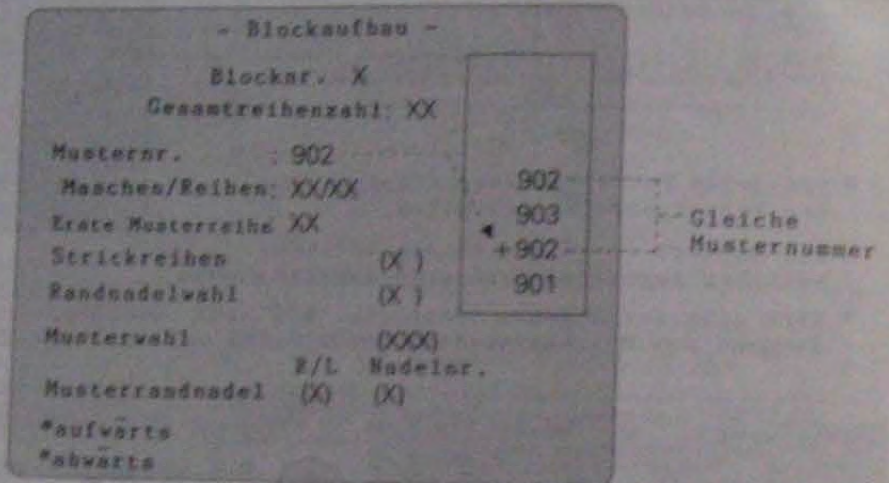 - Blockaufbau -
Blocknr. X
Gesamtreihenzahl: XX
Musternr. : 902
Maschen/Reihen: XX/XX
Erste Musterreihe XX
Strickreihen (X )
Randnadelwahl (X )
Musterwahl (XXX)
R/L Nadelnr.
Musterrandnadel (X) (X)
*aufwärts
*abwärts
902
903
+902
901
Gleiche
Musternummer